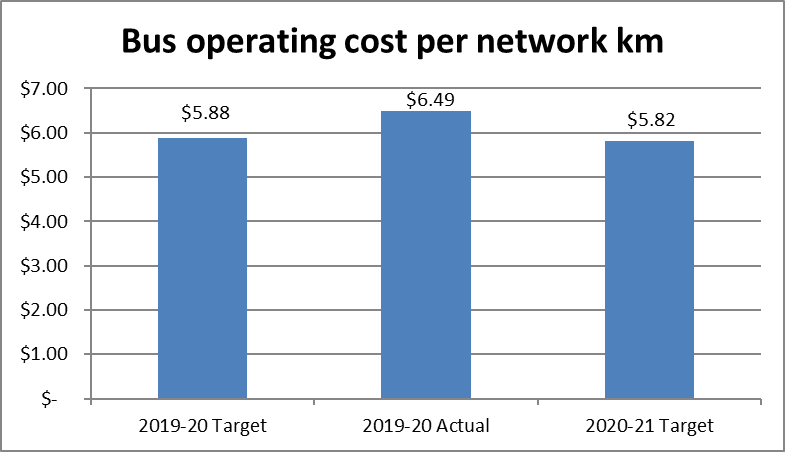 Bus operating cost per network km
$7.00
$6.00
$5.00
$4.00
$3.00
$2.00
$1.00
$-
$5.88
$6.49
$5.82
2019-20 Target
2019-20 Actual
2020-21 Target